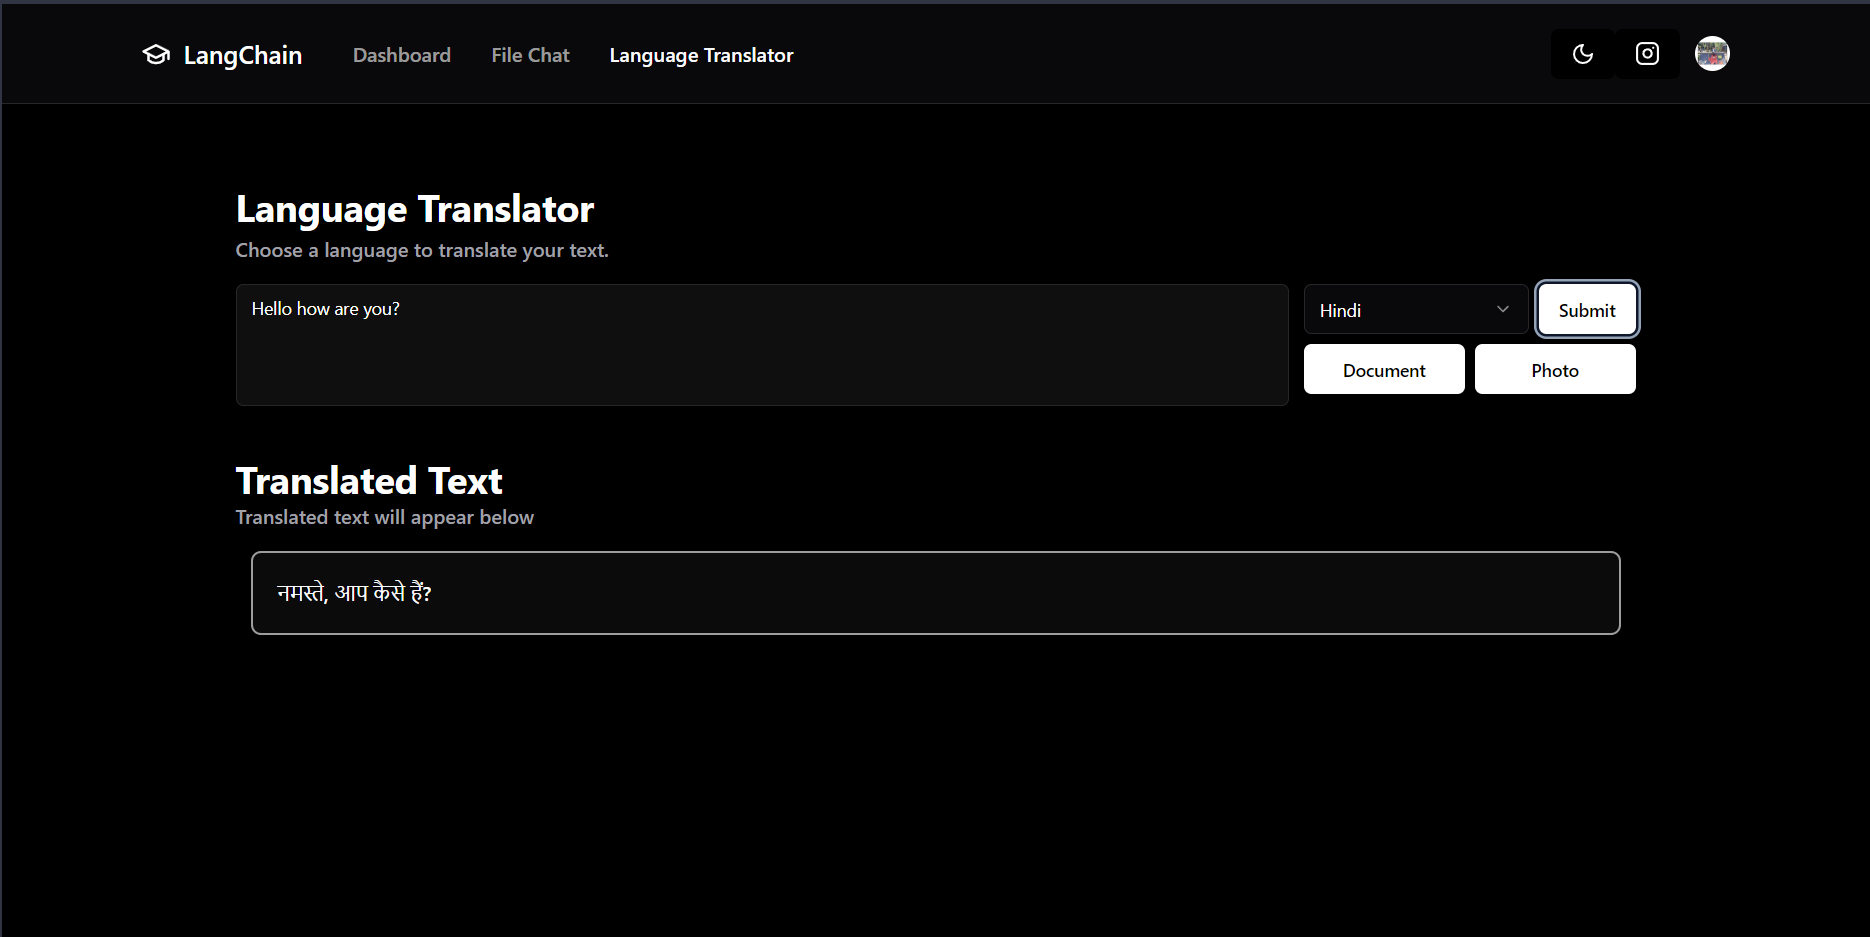 LangChain Dashboard File Chat Language Translator
Language Translator
Choose a language to translate your text.
Hello how are you?
Hindi Submit
Document Photo
Translated Text
Translated text will appear below
नमस्ते, आप कैसे हैं?